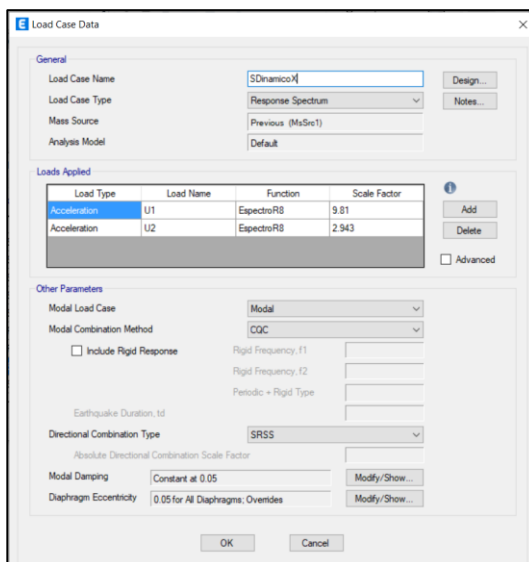 E Load Case Data
General
Load Case Name SDinamicoX Design...
Load Case Type Response Spectrum Notes...
Mass Source Previous (MsSrc1)
Analysis Model Default
Loads Applied
Load Type Load Name Function Scale Factor
Acceleration U1 EspectroR8 9.81 Add
Acceleration U2 EspectroR8 2.943 Delete
Advanced
Other Parameters
Modal Load Case Modal
Modal Combination Method CQC
Include Rigid Response Rigid Frequency, f1
Rigid Frequency, f2
Periodic + Rigid Type
Earthquake Duration, td
Directional Combination Type SRSS
Absolute Directional Combination Scale Factor
Modal Damping Constant at 0.05 Modify/Show...
Diaphragm Eccentricity 0.05 for All Diaphragms; Overrides Modify/Show...
OK Cancel